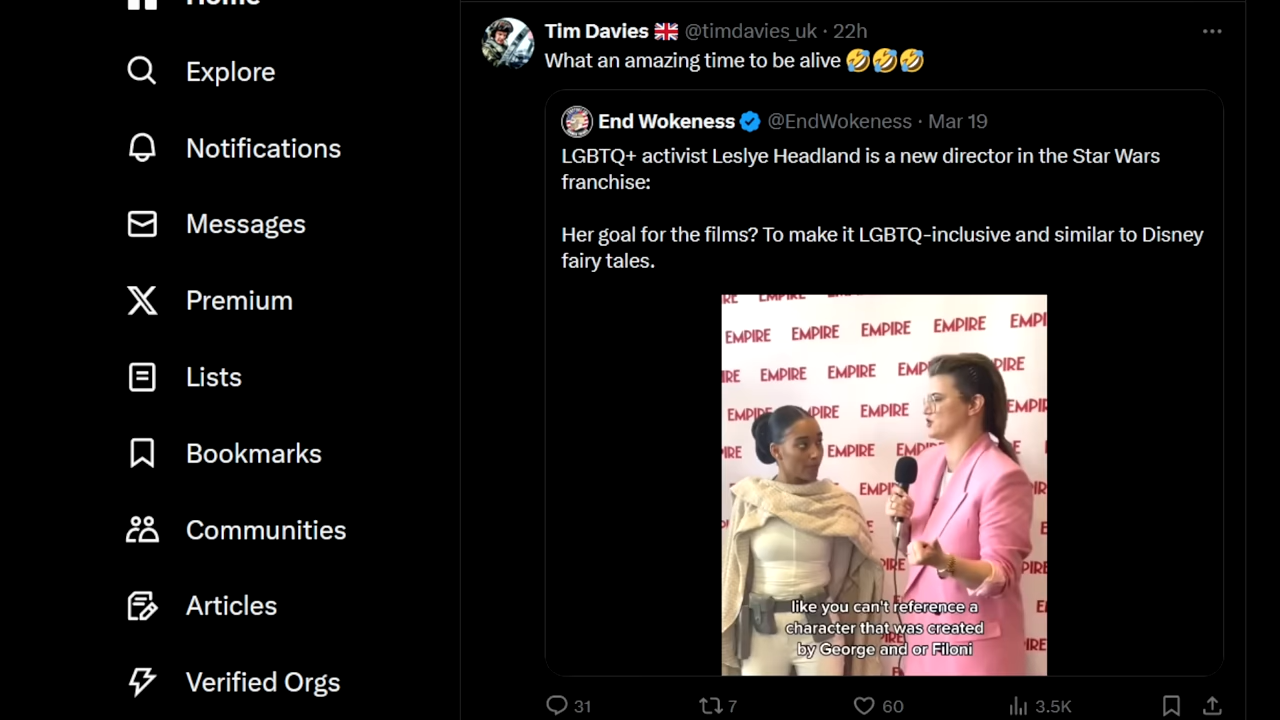 Home
Explore
Notifications
Messages
Premium
Lists
Bookmarks
Communities
Articles
Verified Orgs
Tim Davies 🇬🇧 @timdavies_uk · 22h
What an amazing time to be alive 🤣🤣🤣
End Wokeness @EndWokeness · Mar 19
LGBTQ+ activist Leslye Headland is a new director in the Star Wars
franchise:
Her goal for the films? To make it LGBTQ-inclusive and similar to Disney
fairy tales.
EMPIRE EMPIRE EMPIRE EMPIRE
EMPIRE EMPIRE
EMPIRE EMPIRE
EMPIRE
like you can't reference a
character that was created
by George and or Filoni
31 7 60 3.5K